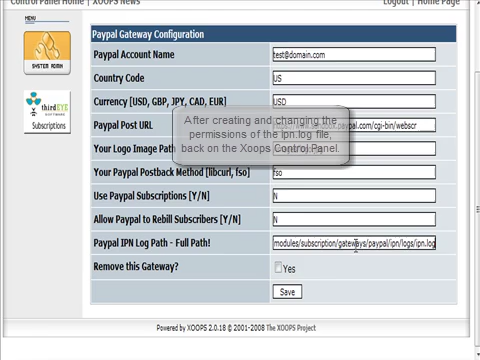 Control Panel Home | XOOPS News
Logout | Home Page
MENU
SYSTEM ADMIN
thirdEYE
Software
Subscriptions
Paypal Gateway Configuration
Paypal Account Name
test@domain.com
Country Code
US
Currency [USD, GBP, JPY, CAD, EUR]
USD
Paypal Post URL
.paypal.com/cgi-bin/webscr
After creating and changing the
permissions of the ipn.log file,
back on the Xoops Control Panel.
Your Logo Image Path
Your Paypal Postback Method [libcurl, fso]
fso
Use Paypal Subscriptions [Y/N]
N
Allow Paypal to Rebill Subscribers [Y/N]
N
Paypal IPN Log Path - Full Path!
modules/subscription/gateways/paypal/ipn/logs/ipn.log
Remove this Gateway?
Yes
Save
Powered by XOOPS 2.0.18 © 2001-2008 The XOOPS Project